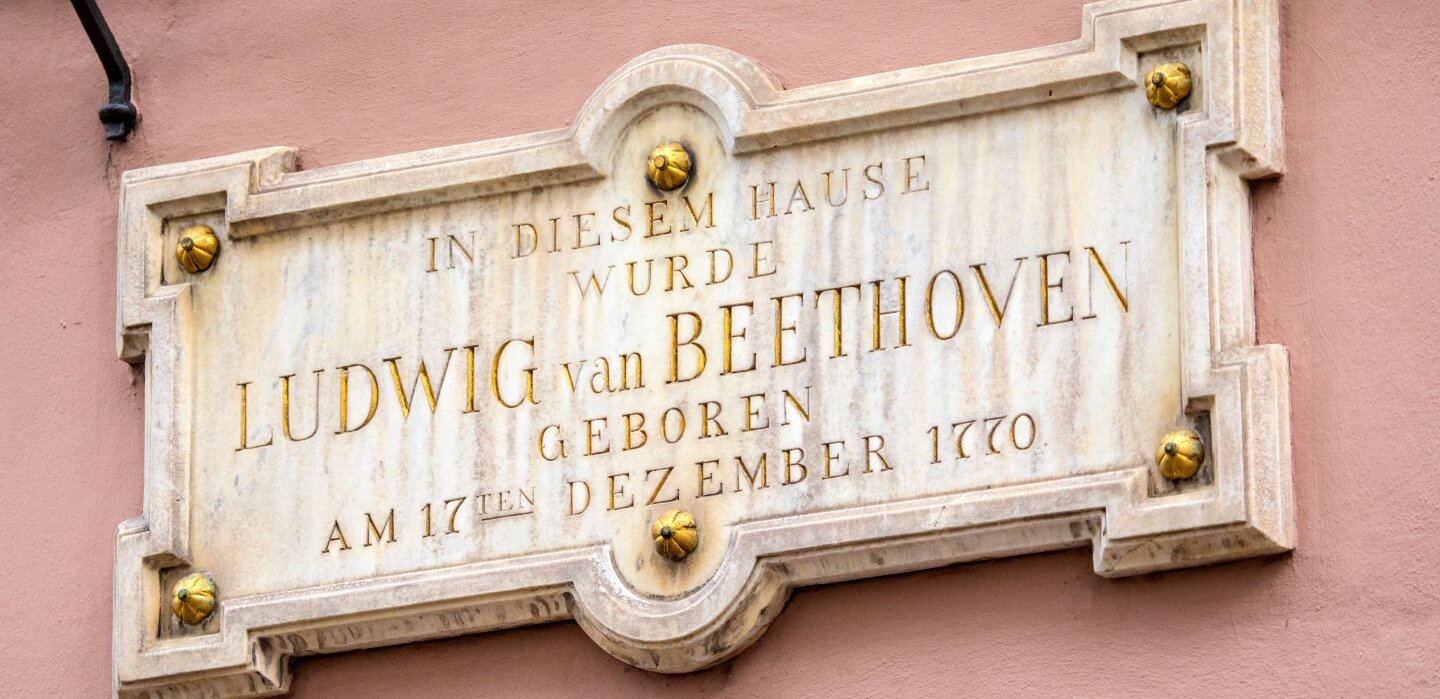 IN DIESEM HAUSE
WURDE
LUDWIG van BEETHOVEN
GEBOREN
AM 17TEN DEZEMBER 1770.